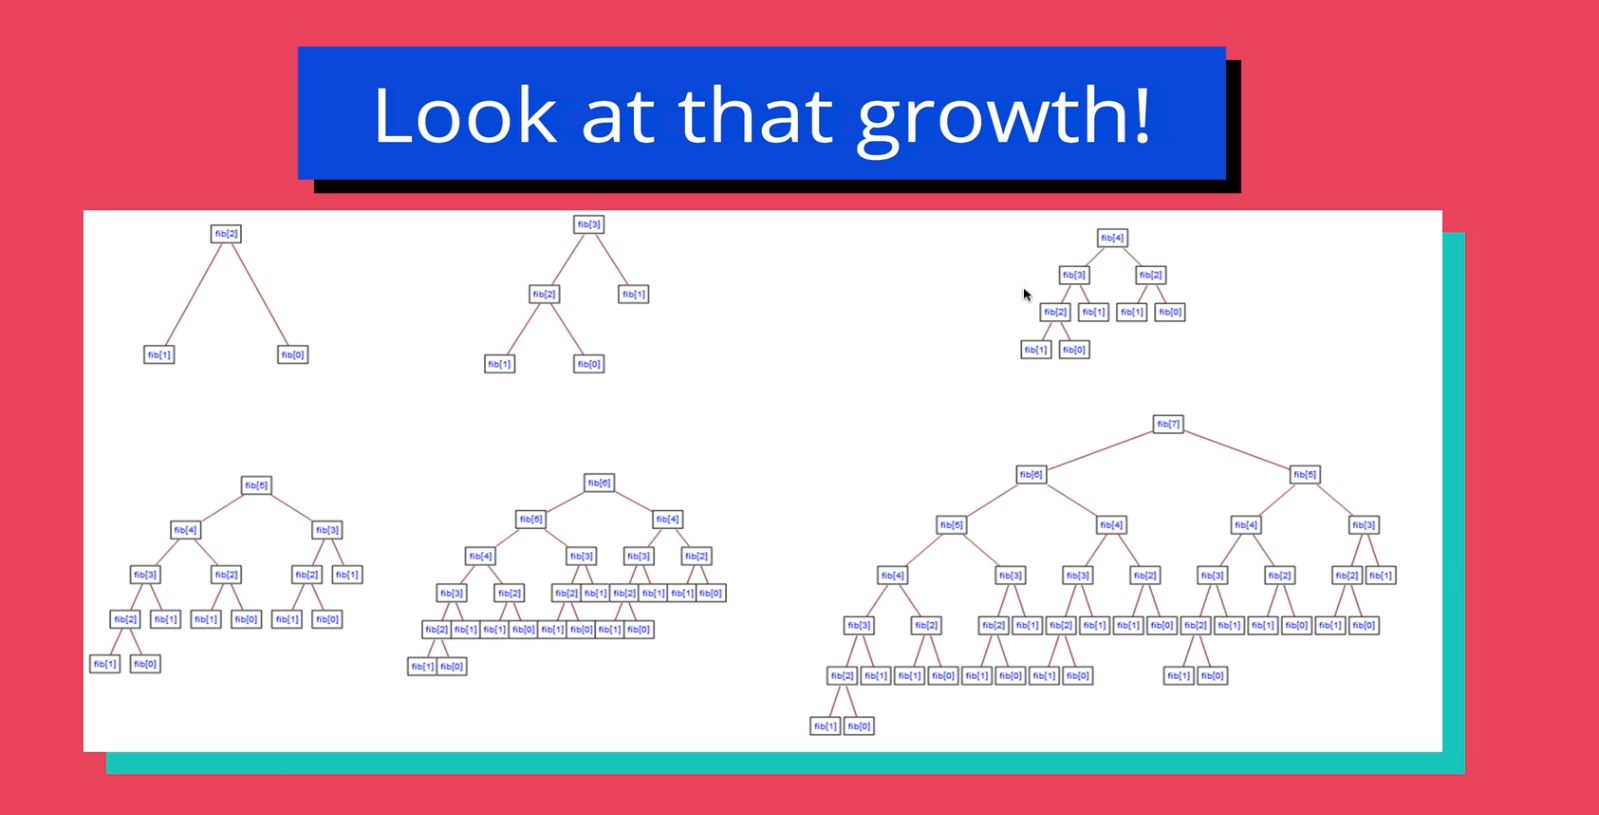 Look at that growth!
fib[2]
fib[1] fib[0]
fib[3]
fib[2] fib[1]
fib[1] fib[0]
fib[4]
fib[3] fib[2]
fib[2] fib[1] fib[1] fib[0]
fib[1] fib[0]
fib[5]
fib[4] fib[3]
fib[3] fib[2] fib[2] fib[1]
fib[2] fib[1] fib[1] fib[0] fib[1] fib[0]
fib[1] fib[0]
fib[6]
fib[5] fib[4]
fib[4] fib[3] fib[3] fib[2]
fib[3] fib[2] fib[2] fib[1] fib[2] fib[1] fib[1] fib[0]
fib[2] fib[1] fib[1] fib[0] fib[1] fib[0] fib[1] fib[0]
fib[1] fib[0]
fib[7]
fib[6] fib[5]
fib[5] fib[4] fib[4] fib[3]
fib[4] fib[3] fib[3] fib[2] fib[3] fib[2] fib[2] fib[1]
fib[3] fib[2] fib[2] fib[1] fib[2] fib[1] fib[1] fib[0] fib[2] fib[1] fib[1] fib[0] fib[1] fib[0]
fib[2] fib[1] fib[1] fib[0] fib[1] fib[0] fib[1] fib[0] fib[1] fib[0]
fib[1] fib[0]